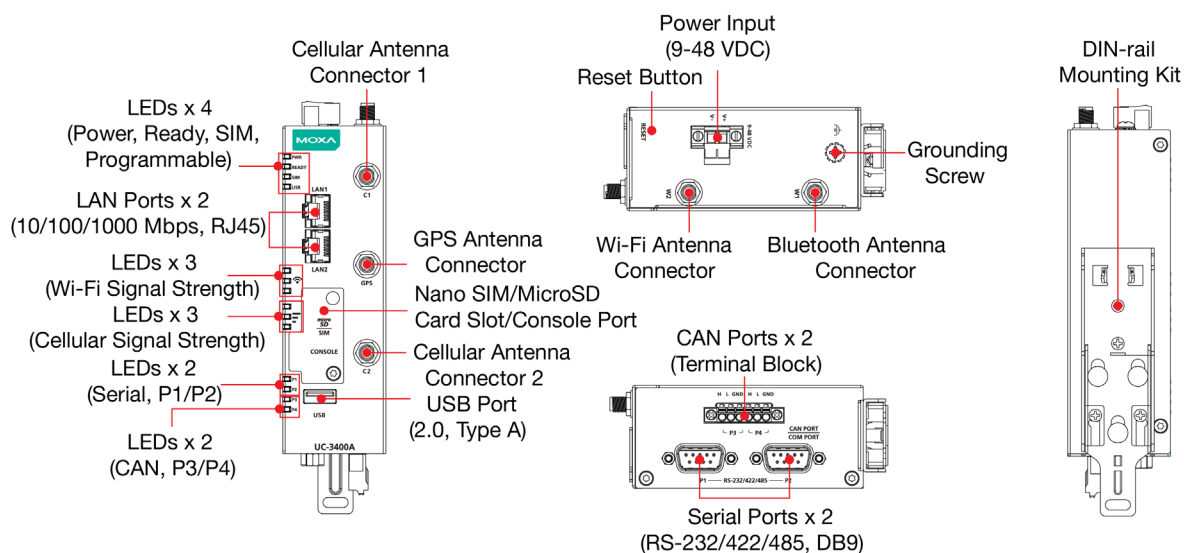 Cellular Antenna
Connector 1
LEDs x 4
(Power, Ready, SIM,
Programmable)
LAN Ports x 2
(10/100/1000 Mbps, RJ45)
LEDs x 3
(Wi-Fi Signal Strength)
LEDs x 3
(Cellular Signal Strength)
LEDs x 2
(Serial, P1/P2)
LEDs x 2
(CAN, P3/P4)
MOXA
PWR
READY
SIM
USR
LAN1
C1
LAN2
GPS
micro
SD
SIM
CONSOLE
C2
P1
P2
P3
P4
USB
UC-3400A
GPS Antenna
Connector
Nano SIM/MicroSD
Card Slot/Console Port
Cellular Antenna
Connector 2
USB Port
(2.0, Type A)
Power Input
(9-48 VDC)
Reset Button
RESET
V-
V+
9-48 VDC
Grounding
Screw
W2
W1
Wi-Fi Antenna
Connector
Bluetooth Antenna
Connector
CAN Ports x 2
(Terminal Block)
H L GND H L GND
P3 P4
CAN PORT
COM PORT
P1 RS-232/422/485 P2
Serial Ports x 2
(RS-232/422/485, DB9)
DIN-rail
Mounting Kit